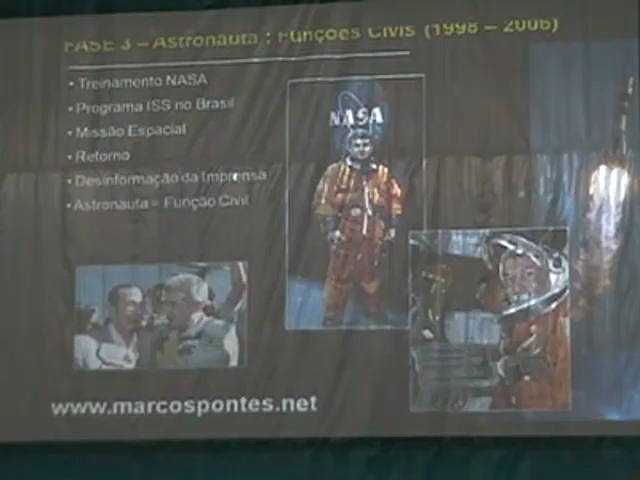 FASE 3 – Astronauta : Funções Civis (1998 – 2006)
• Treinamento NASA
• Programa ISS no Brasil
• Missão Espacial
• Retorno
• Desinformação da Imprensa
• Astronauta = Função Civil
NASA
www.marcospontes.net